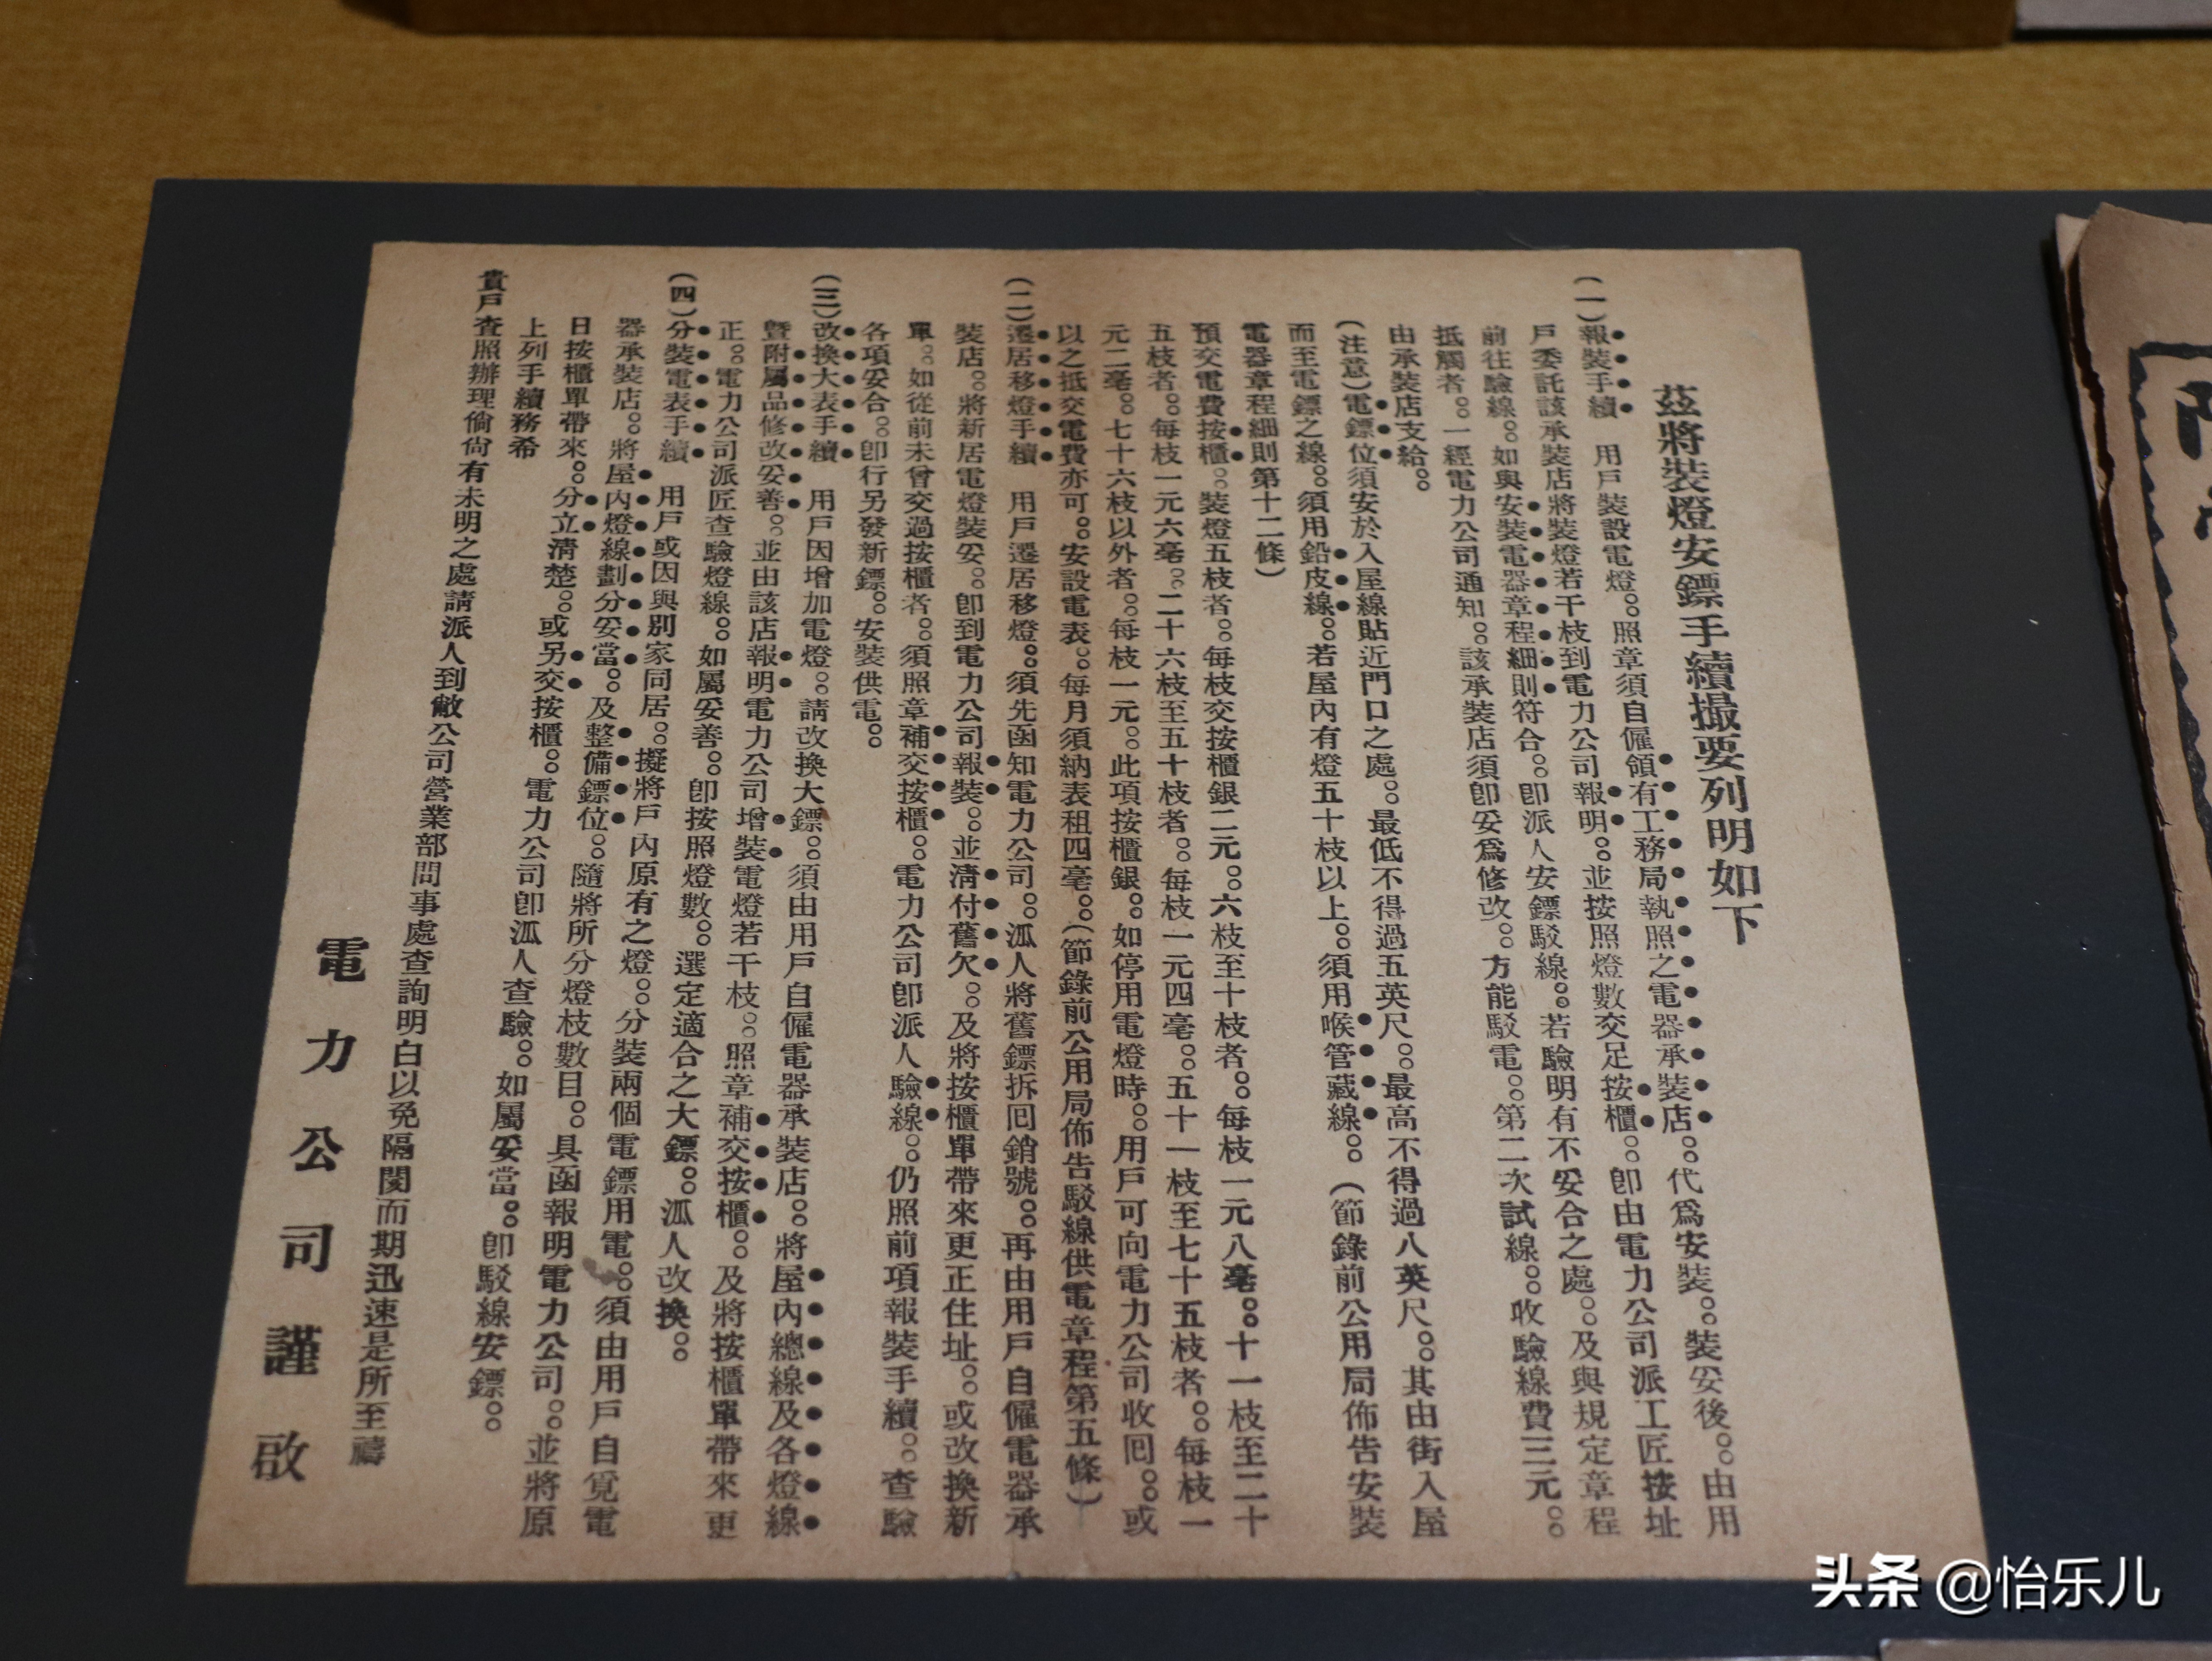 茲將裝燈安鏢手續撮要列明如下
(一)報裝手續　用戶裝設電燈。。照章須自僱領有工務局執照之電器承裝店。。代爲安裝。。裝妥後。。由用
戶委託該承裝店將裝燈若干枝到電力公司報明。。並按照燈數交足按櫃。。卽由電力公司派工匠按址
前往驗線。。如與安裝電器章程細則符合。。卽派人安鏢駁線。。若驗明有不妥合之處。。及與規定章程
抵觸者。。一經電力公司通知。。該承裝店須卽妥爲修改。。方能駁電。。第二次試線。。收驗線費三元。。
由承裝店支給。。
(注意)電鏢位須安於入屋線貼近門口之處。。最低不得過五英尺。。最高不得過八英尺。。其由街入屋
而至電鏢之線。。須用鉛皮線。。若屋內有燈五十枝以上。。須用喉管藏線。。(節錄前公用局佈告安裝
電器章程細則第十二條)
預交電費按櫃。。裝燈五枝者。。每枝交按櫃銀二元。。六枝至十枝者。。每枝一元八毫。。十一枝至二十
五枝者。。每枝一元六毫。。二十六枝至五十枝者。。每枝一元四毫。。五十一枝至七十五枝者。。每枝一
元二毫。。七十六枝以外者。。每枝一元。。此項按櫃銀。。如停用電燈時。。用戶可向電力公司收囘。。或
以之抵交電費亦可。。安設電表。。每月須納表租四毫。。(節錄前公用局佈告駁線供電章程第五條)
(二)遷居移燈手續　用戶遷居移燈。。須先函知電力公司。。泒人將舊鏢拆囘銷號。。再由用戶自僱電器承
裝店。。將新居電燈裝妥。。卽到電力公司報裝。。並淸付舊欠。。及將按櫃單帶來更正住址。。或改換新
單。。如從前未曾交過按櫃者。。須照章補交按櫃。。電力公司卽派人驗線。。仍照前項報裝手續。。查驗
各項妥合。。卽行另發新鏢。。安裝供電。。
(三)改換大表手續　用戶因增加電燈。。請改換大鏢。。須由用戶自僱電器承裝店。。將屋內總線及各燈線
暨附屬品修改妥善。。並由該店報明電力公司增裝電燈若干枝。。照章補交按櫃。。及將按櫃單帶來更
正。。電力公司派匠查驗燈線。。如屬妥善。。卽按照燈數。。選定適合之大鏢。。泒人改換。。
(四)分裝電表手續　用戶或因與別家同居。。擬將戶內原有之燈。。分裝兩個電鏢用電。。須由用戶自覓電
器承裝店。。將屋內燈線劃分妥當。。及整備鏢位。。隨將所分燈枝數目。。具函報明電力公司。。並將原
日按櫃單帶來。。分立淸楚。。或另交按櫃。。電力公司卽泒人查驗。。如屬妥當。。卽駁線安鏢。。
上列手續務希
貴戶查照辦理倘尙有未明之處請派人到敝公司營業部問事處查詢明白以免隔閡而期迅速是所至禱
電力公司謹啟
头条 @怡乐儿